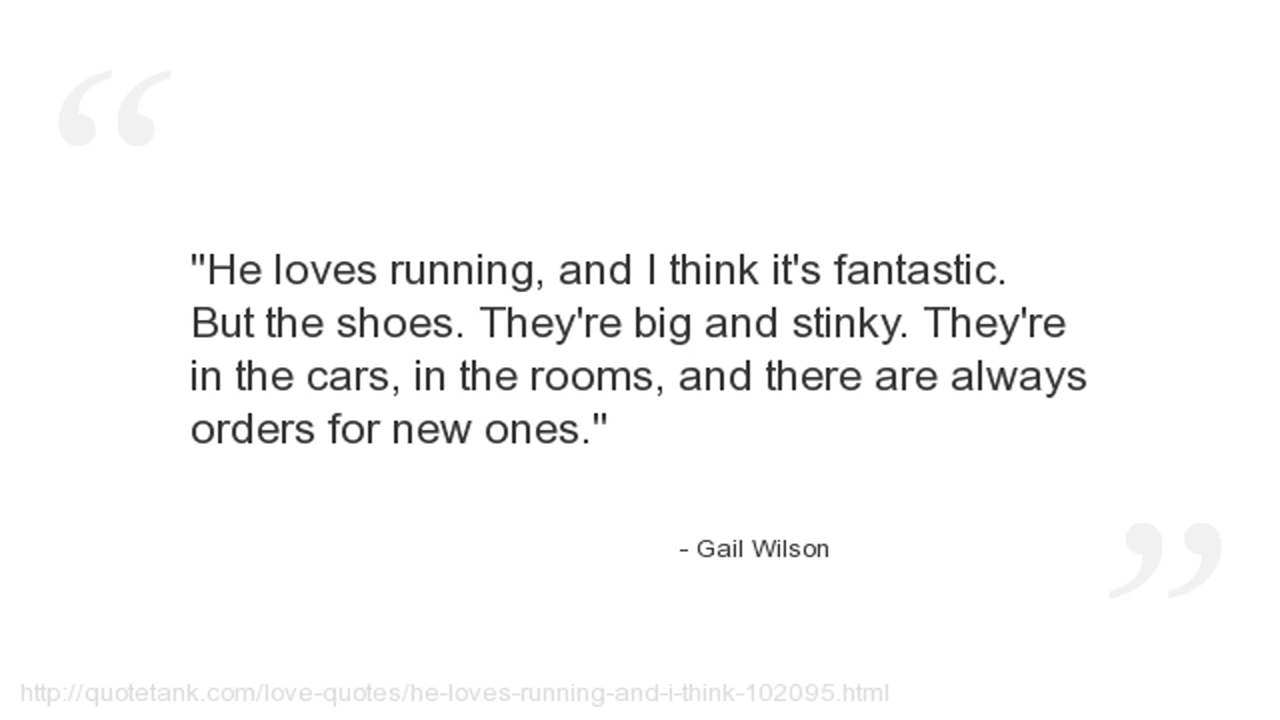 "He loves running, and I think it's fantastic.
But the shoes. They're big and stinky. They're
in the cars, in the rooms, and there are always
orders for new ones."
- Gail Wilson
http://quotetank.com/love-quotes/he-loves-running-and-i-think-102095.html